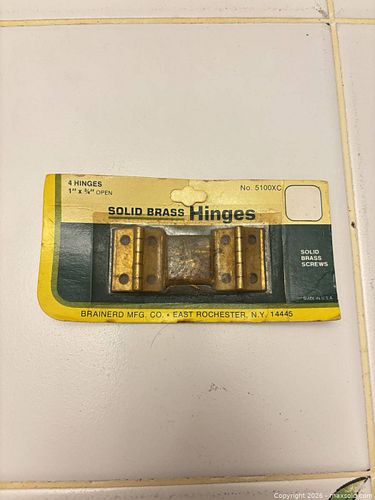 4 HINGES
No. 5100XC
1" x ¾" OPEN
SOLID BRASS Hinges
SOLID
BRASS
SCREWS
MADE IN U.S.A.
BRAINERD MFG. CO. • EAST ROCHESTER, N.Y. 14445
Copyright © 2026 - maxsold.com